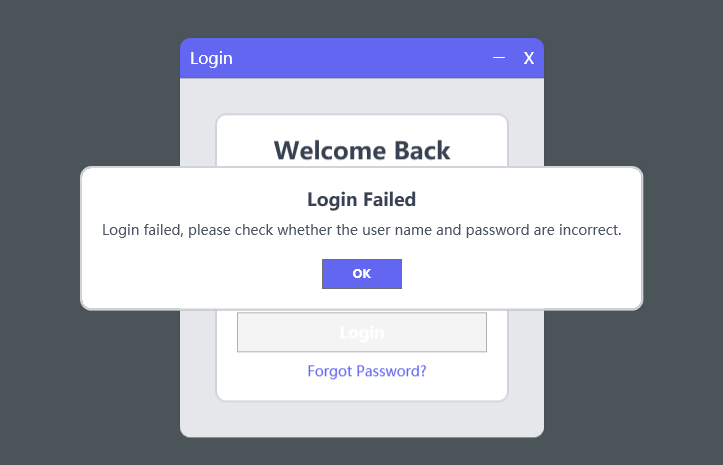 Login — X
Welcome Back
Login Failed
Login failed, please check whether the user name and password are incorrect.
OK
Login
Forgot Password?